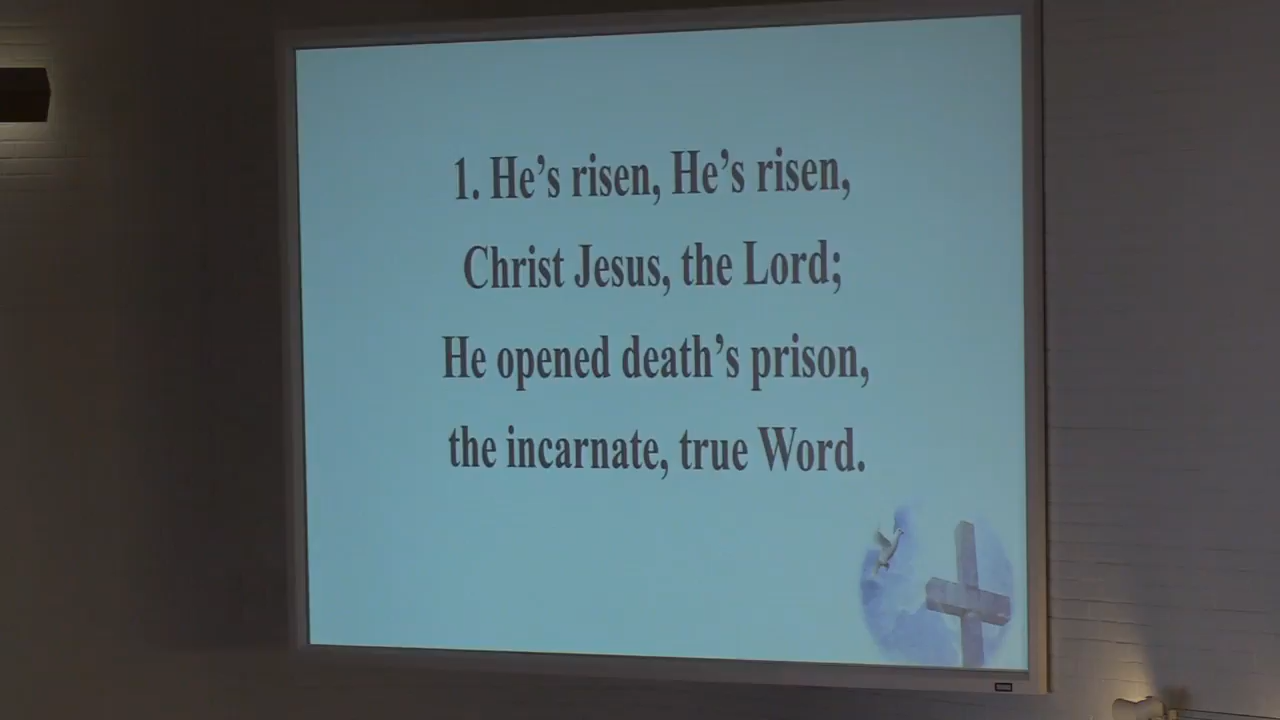 1. He’s risen, He’s risen,
Christ Jesus, the Lord;
He opened death’s prison,
the incarnate, true Word.